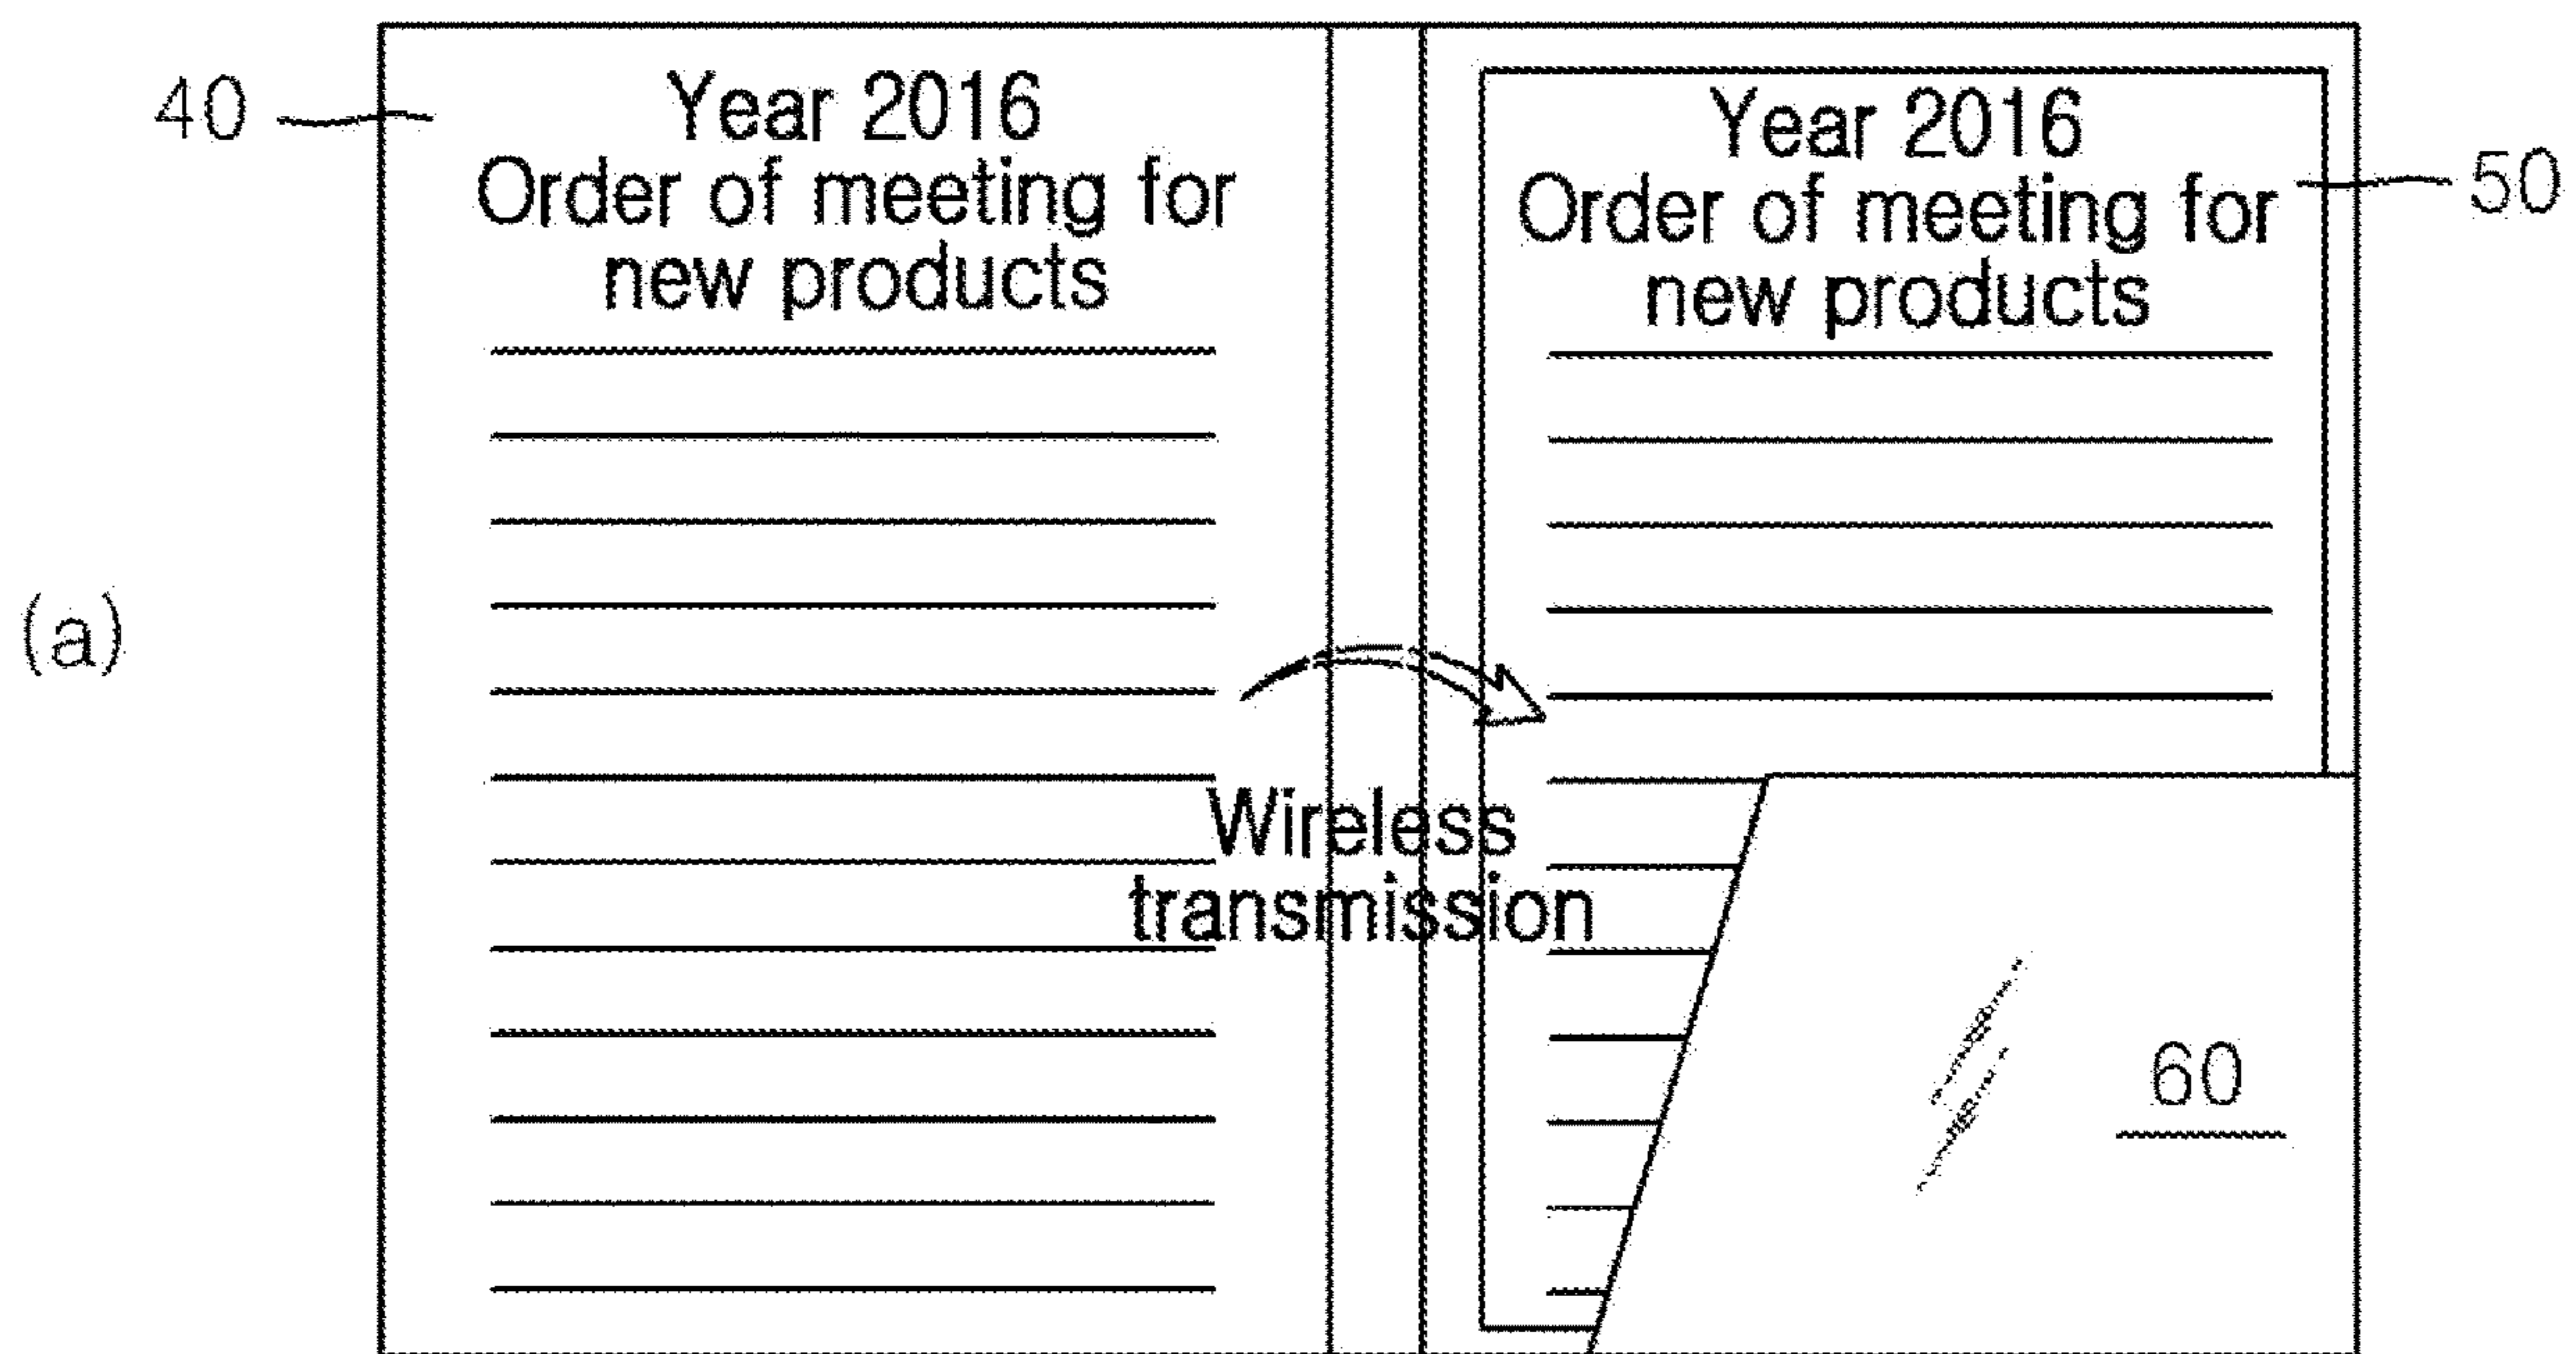 40
Year 2016
Order of meeting for
new products
Year 2016
Order of meeting for
new products
50
(a)
Wireless
transmission
60